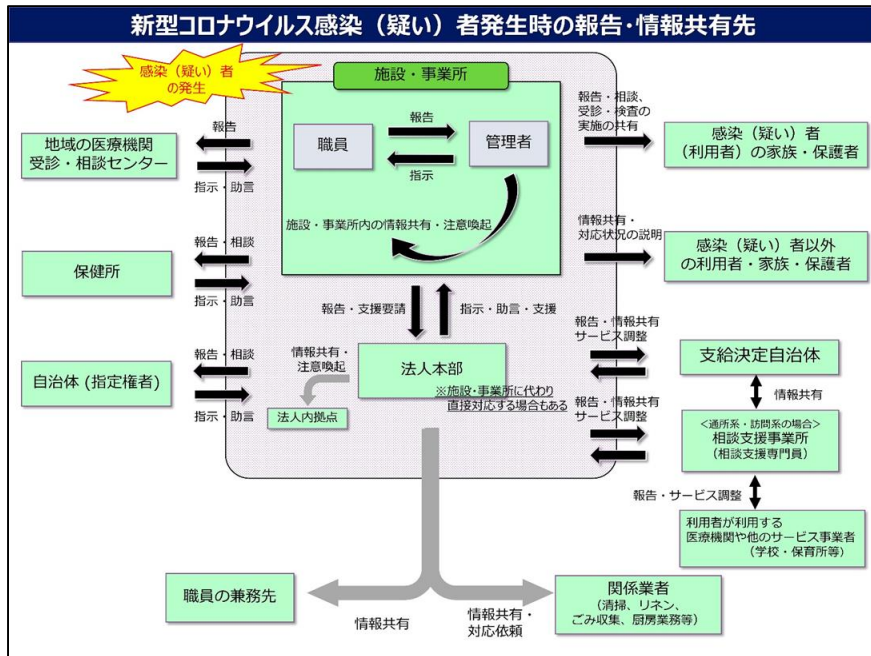 新型コロナウイルス感染（疑い）者発生時の報告・情報共有先
感染（疑い）者
の発生
施設・事業所
職員
報告
指示
管理者
施設・事業所内の情報共有・注意喚起
地域の医療機関
受診・相談センター
報告
指示・助言
保健所
報告・相談
指示・助言
自治体（指定権者）
報告・相談
指示・助言
報告・相談、
受診・検査の
実施の共有
感染（疑い）者
（利用者）の家族・保護者
情報共有・
対応状況の説明
感染（疑い）者以外
の利用者・家族・保護者
報告・支援要請
指示・助言・支援
情報共有・
注意喚起
法人本部
※施設・事業所に代わり
直接対応する場合もある
法人内拠点
報告・情報共有
サービス調整
支給決定自治体
情報共有
報告・情報共有
サービス調整
＜通所系・訪問系の場合＞
相談支援事業所
（相談支援専門員）
報告・サービス調整
利用者が利用する
医療機関や他のサービス事業者
（学校・保育所等）
職員の兼務先
情報共有
情報共有・
対応依頼
関係業者
（清掃、リネン、
ごみ収集、厨房業務等）